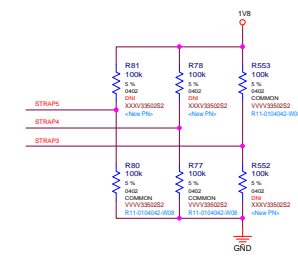 1V8
R81
100k
5 %
0402
DNI
XXXV33502S2
<New PN>
R78
100k
5 %
0402
DNI
XXXV33502S2
<New PN>
R553
100k
5 %
0402
COMMON
VVVV33502S2
R11-0104042-W08
STRAP5
STRAP4
STRAP3
R80
100k
5 %
0402
COMMON
VVVV33502S2
R11-0104042-W08
R77
100k
5 %
0402
COMMON
VVVV33502S2
R11-0104042-W08
R552
100k
5 %
0402
DNI
XXXV33502S2
<New PN>
GND